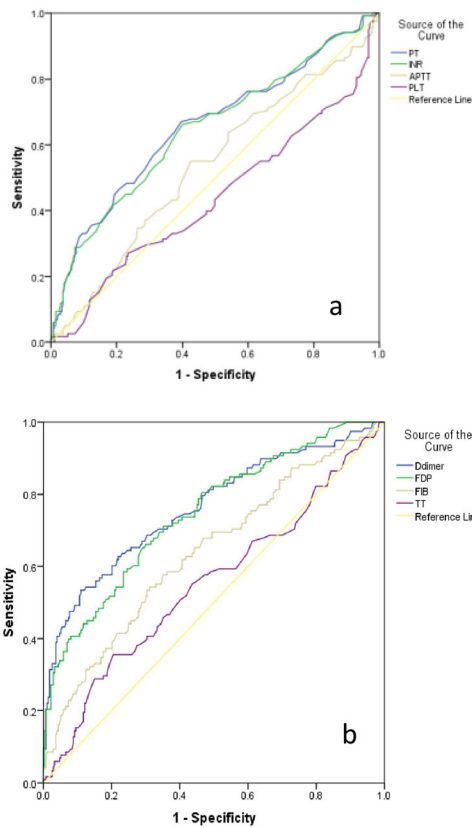 Source of the
Curve
PT
INR
APTT
PLT
Reference Line
1.0
0.8
0.6
0.4
0.2
0.0
Sensitivity
0.0 0.2 0.4 0.6 0.8 1.0
1 - Specificity
a
Source of the
Curve
Ddimer
FDP
FIB
TT
Reference Lin
1.0
0.8
0.6
0.4
0.2
0.0
Sensitivity
0.0 0.2 0.4 0.6 0.8 1.0
1 - Specificity
b